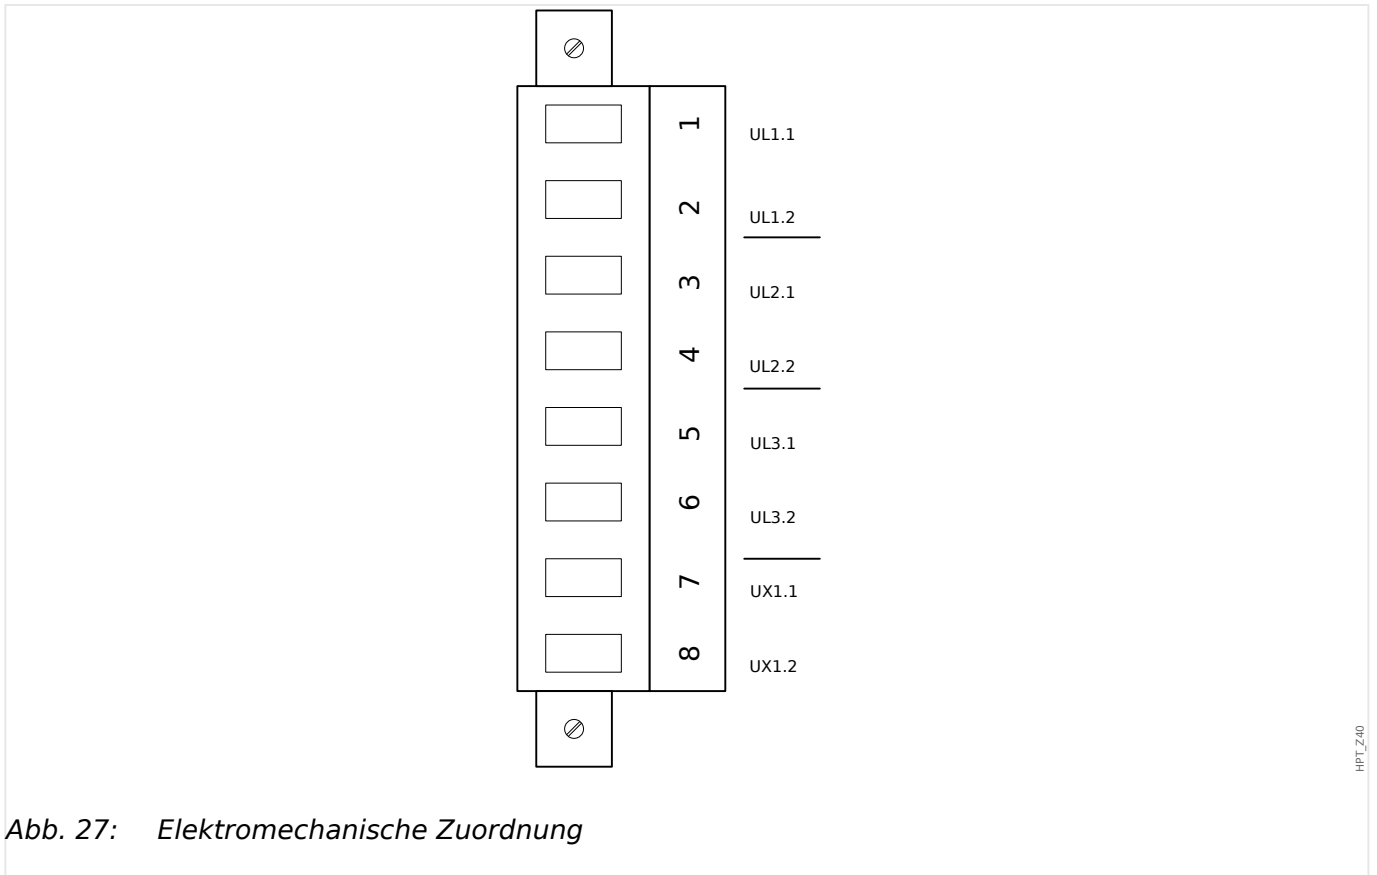 1 UL1.1
2 UL1.2
3 UL2.1
4 UL2.2
5 UL3.1
6 UL3.2
7 UX1.1
8 UX1.2
HPT_Z40
Abb. 27: Elektromechanische Zuordnung